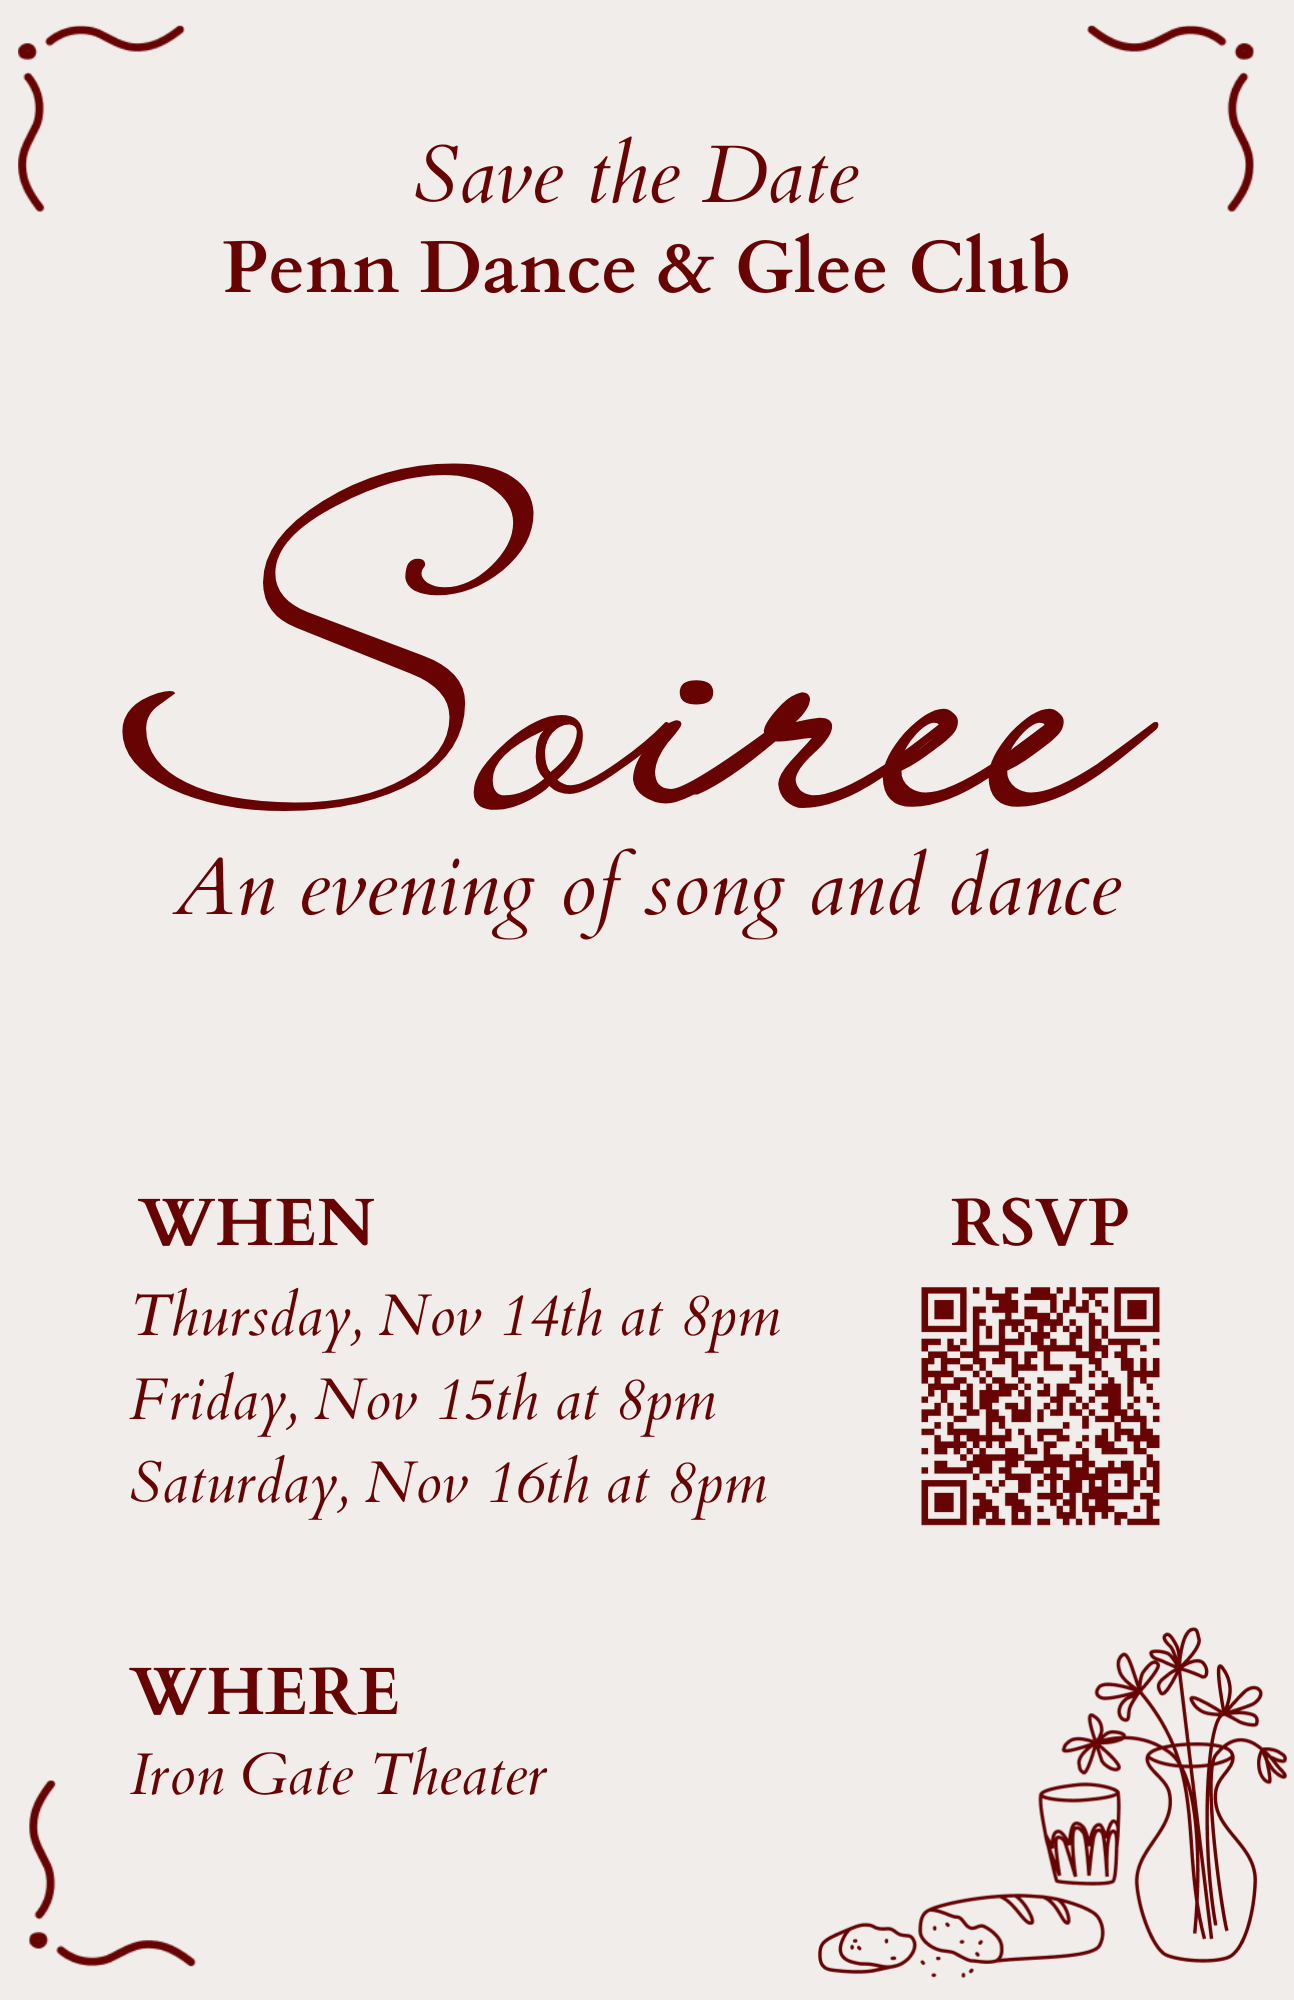 Save the Date
Penn Dance & Glee Club
Soiree
An evening of song and dance
WHEN
Thursday, Nov 14th at 8pm
Friday, Nov 15th at 8pm
Saturday, Nov 16th at 8pm
RSVP
WHERE
Iron Gate Theater